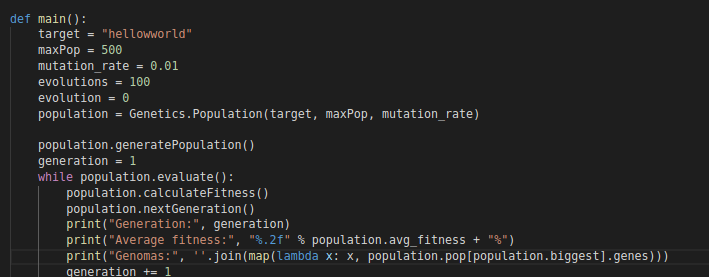 def main():
    target = "hellowworld"
    maxPop = 500
    mutation_rate = 0.01
    evolutions = 100
    evolution = 0
    population = Genetics.Population(target, maxPop, mutation_rate)

    population.generatePopulation()
    generation = 1
    while population.evaluate():
        population.calculateFitness()
        population.nextGeneration()
        print("Generation:", generation)
        print("Average fitness:", "%.2f" % population.avg_fitness + "%")
        print("Genomas:", ''.join(map(lambda x: x, population.pop[population.biggest].genes)))
        generation += 1